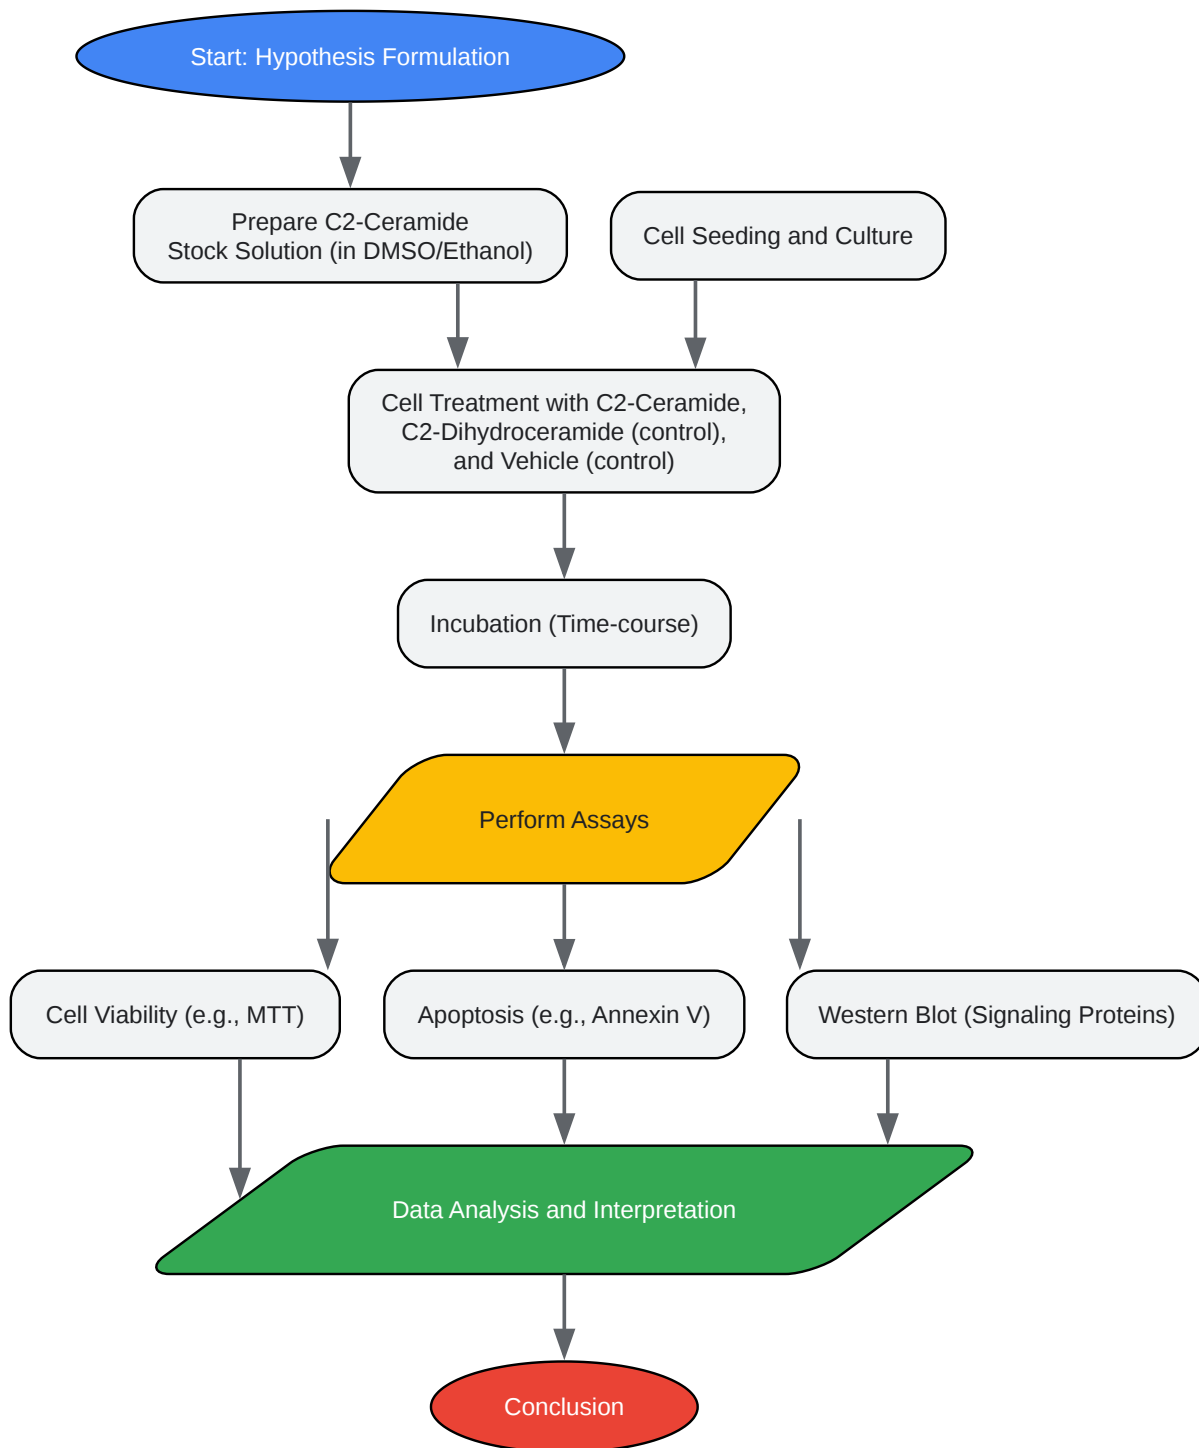 Start: Hypothesis Formulation
Prepare C2-Ceramide
Stock Solution (in DMSO/Ethanol)
Cell Seeding and Culture
Cell Treatment with C2-Ceramide,
C2-Dihydroceramide (control),
and Vehicle (control)
Incubation (Time-course)
Perform Assays
Cell Viability (e.g., MTT)
Apoptosis (e.g., Annexin V)
Western Blot (Signaling Proteins)
Data Analysis and Interpretation
Conclusion